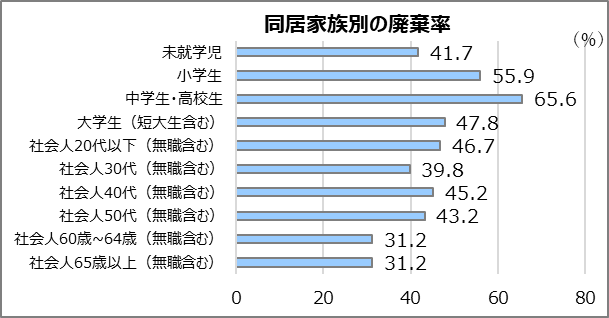 同居家族別の廃棄率
（%）
未就学児 41.7
小学生 55.9
中学生・高校生 65.6
大学生（短大生含む） 47.8
社会人20代以下（無職含む） 46.7
社会人30代（無職含む） 39.8
社会人40代（無職含む） 45.2
社会人50代（無職含む） 43.2
社会人60歳~64歳（無職含む） 31.2
社会人65歳以上（無職含む） 31.2
0 20 40 60 80